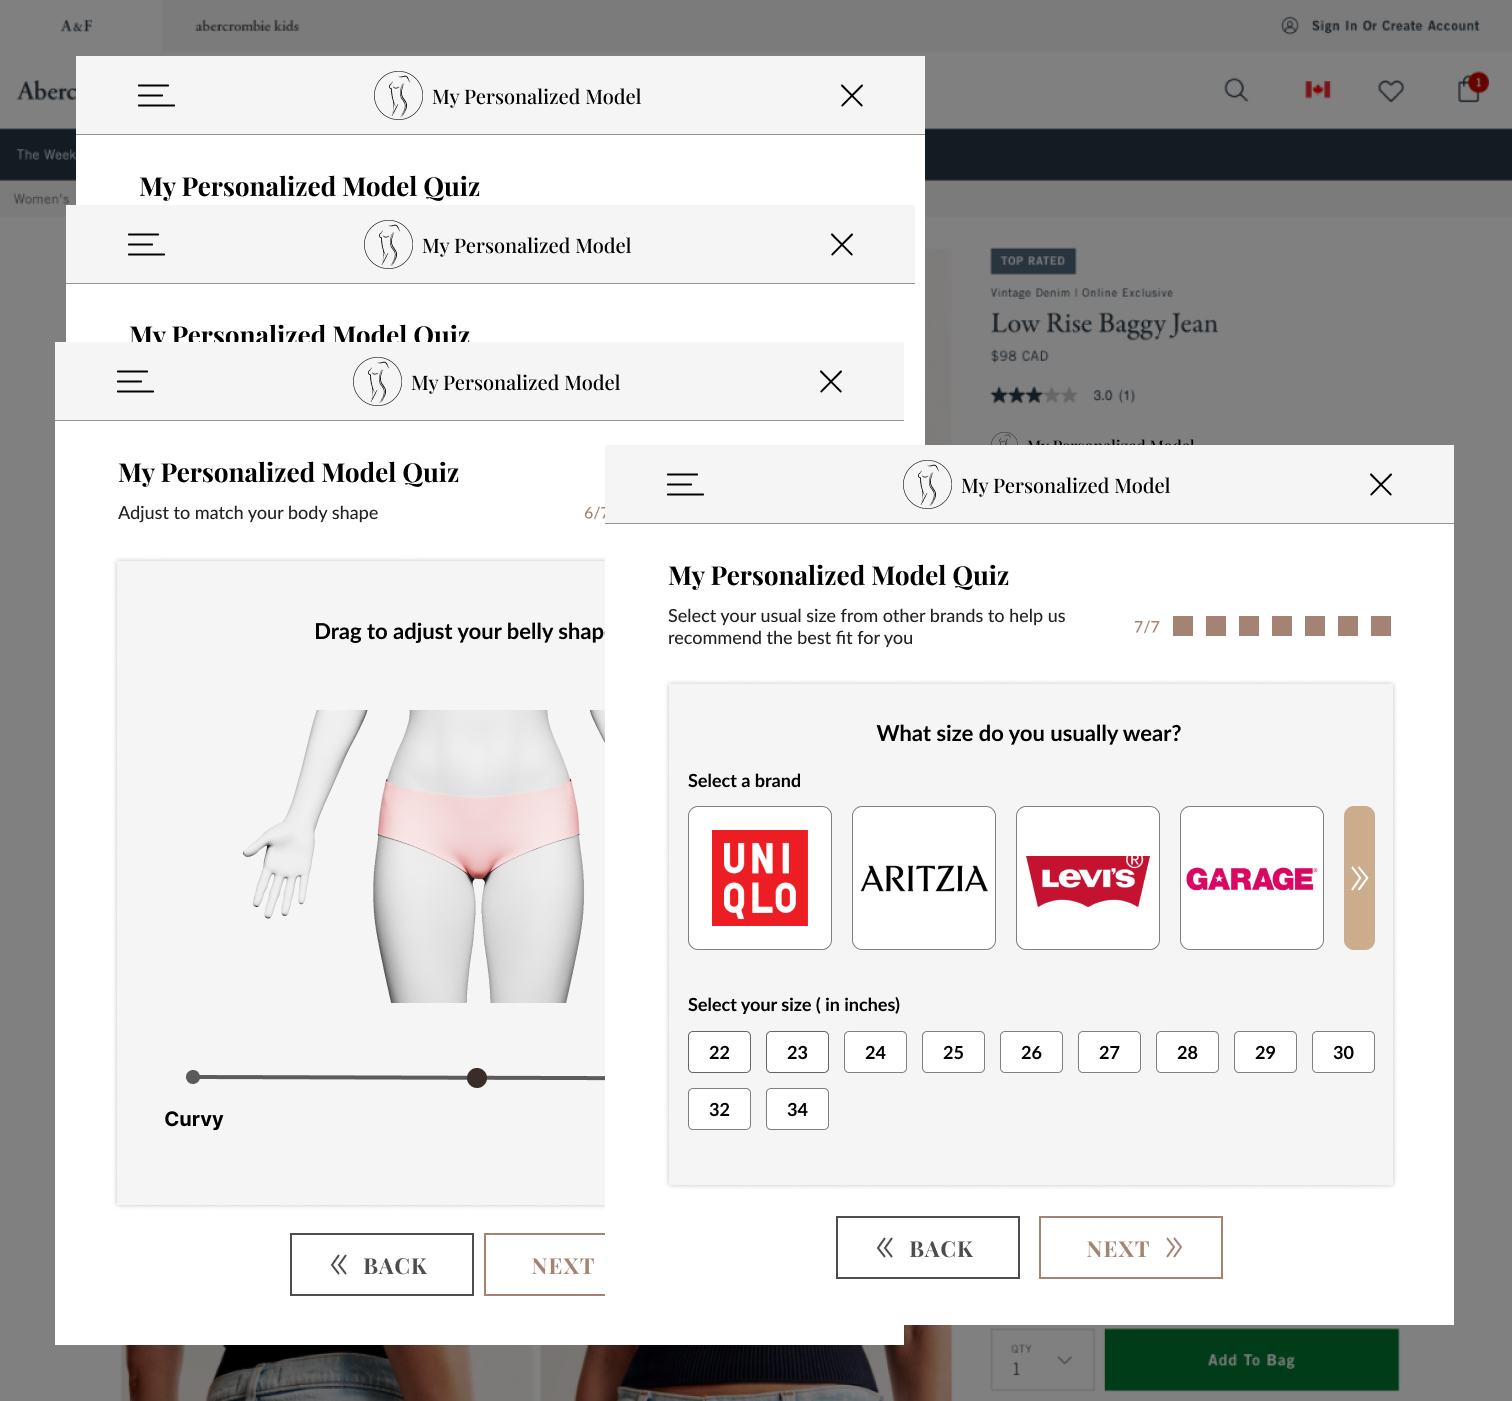 A&F
abercrombie kids
Sign In Or Create Account
Aberc
1
My Personalized Model
The Week
My Personalized Model Quiz
Women's
My Personalized Model
TOP RATED
Vintage Denim | Online Exclusive
Low Rise Baggy Jean
My Personalized Model Quiz
$98 CAD
My Personalized Model
3.0 (1)
My Personalized Model
My Personalized Model Quiz
Adjust to match your body shape
6/7
Drag to adjust your belly shap
Curvy
BACK
NEXT
My Personalized Model
My Personalized Model Quiz
Select your usual size from other brands to help us
recommend the best fit for you
7/7
What size do you usually wear?
Select a brand
UNI
QLO
ARITZIA
LEVI'S®
GARAGE
Select your size ( in inches)
22 23 24 25 26 27 28 29 30
32 34
BACK
NEXT
QTY
1
Add To Bag